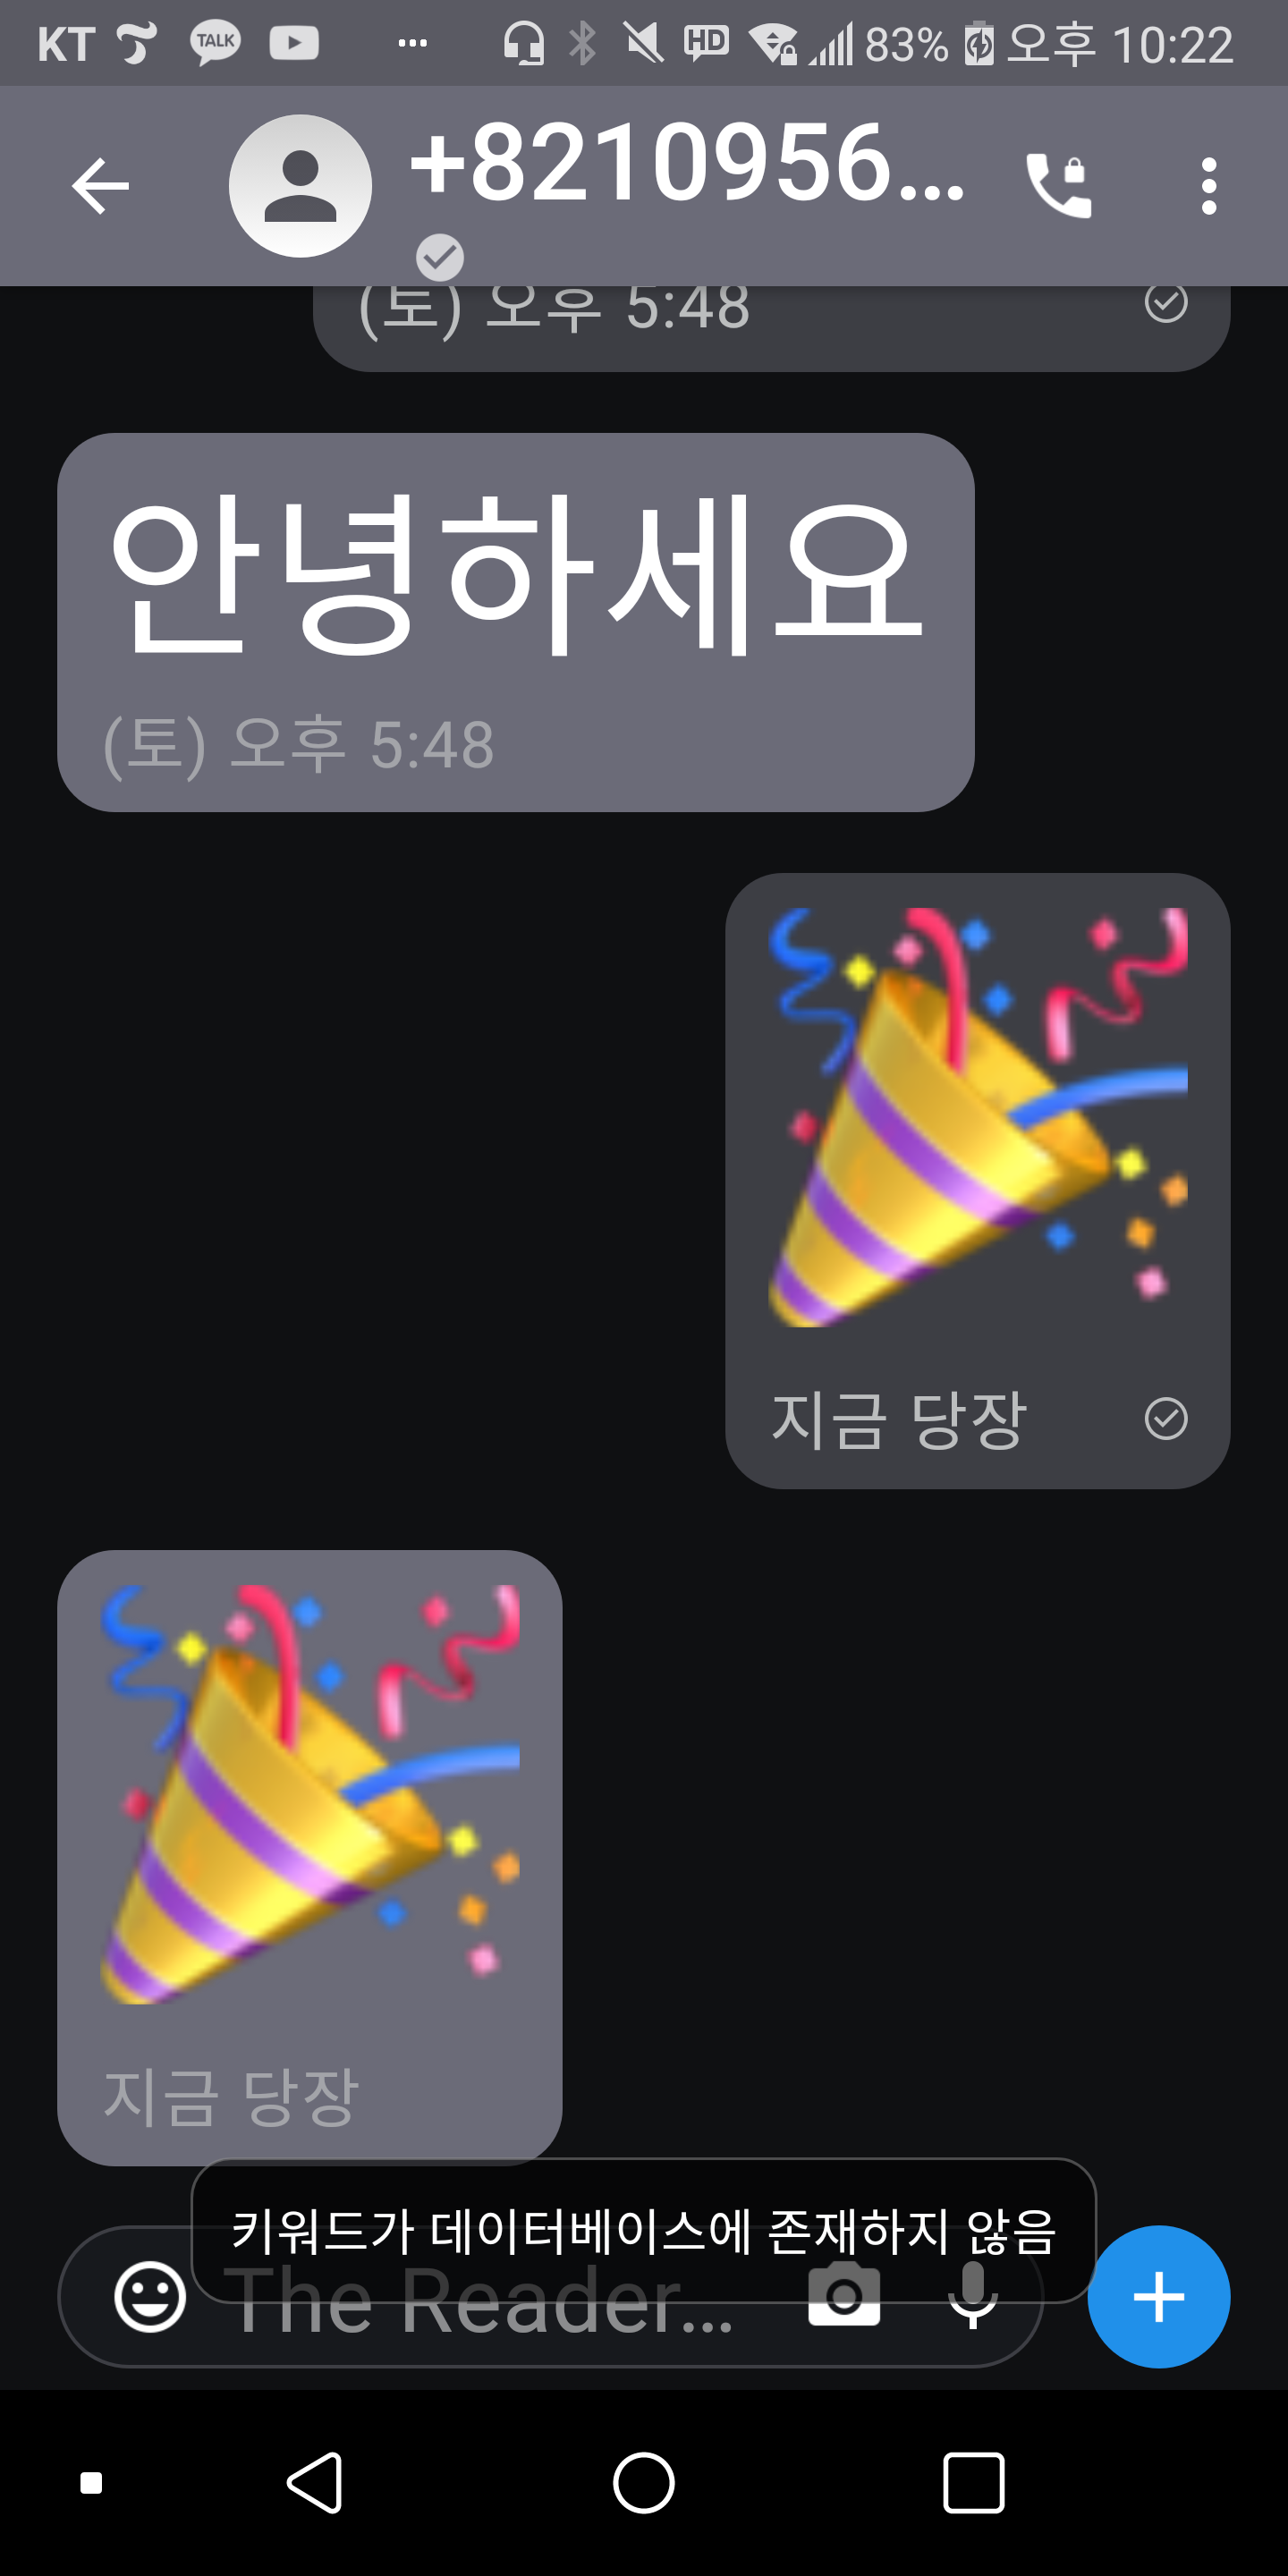 KT TALK HD 83% 오후 10:22
+8210956...
(토) 오후 5:48
안녕하세요
(토) 오후 5:48
지금 당장
지금 당장
키워드가 데이터베이스에 존재하지 않음
The Reader...